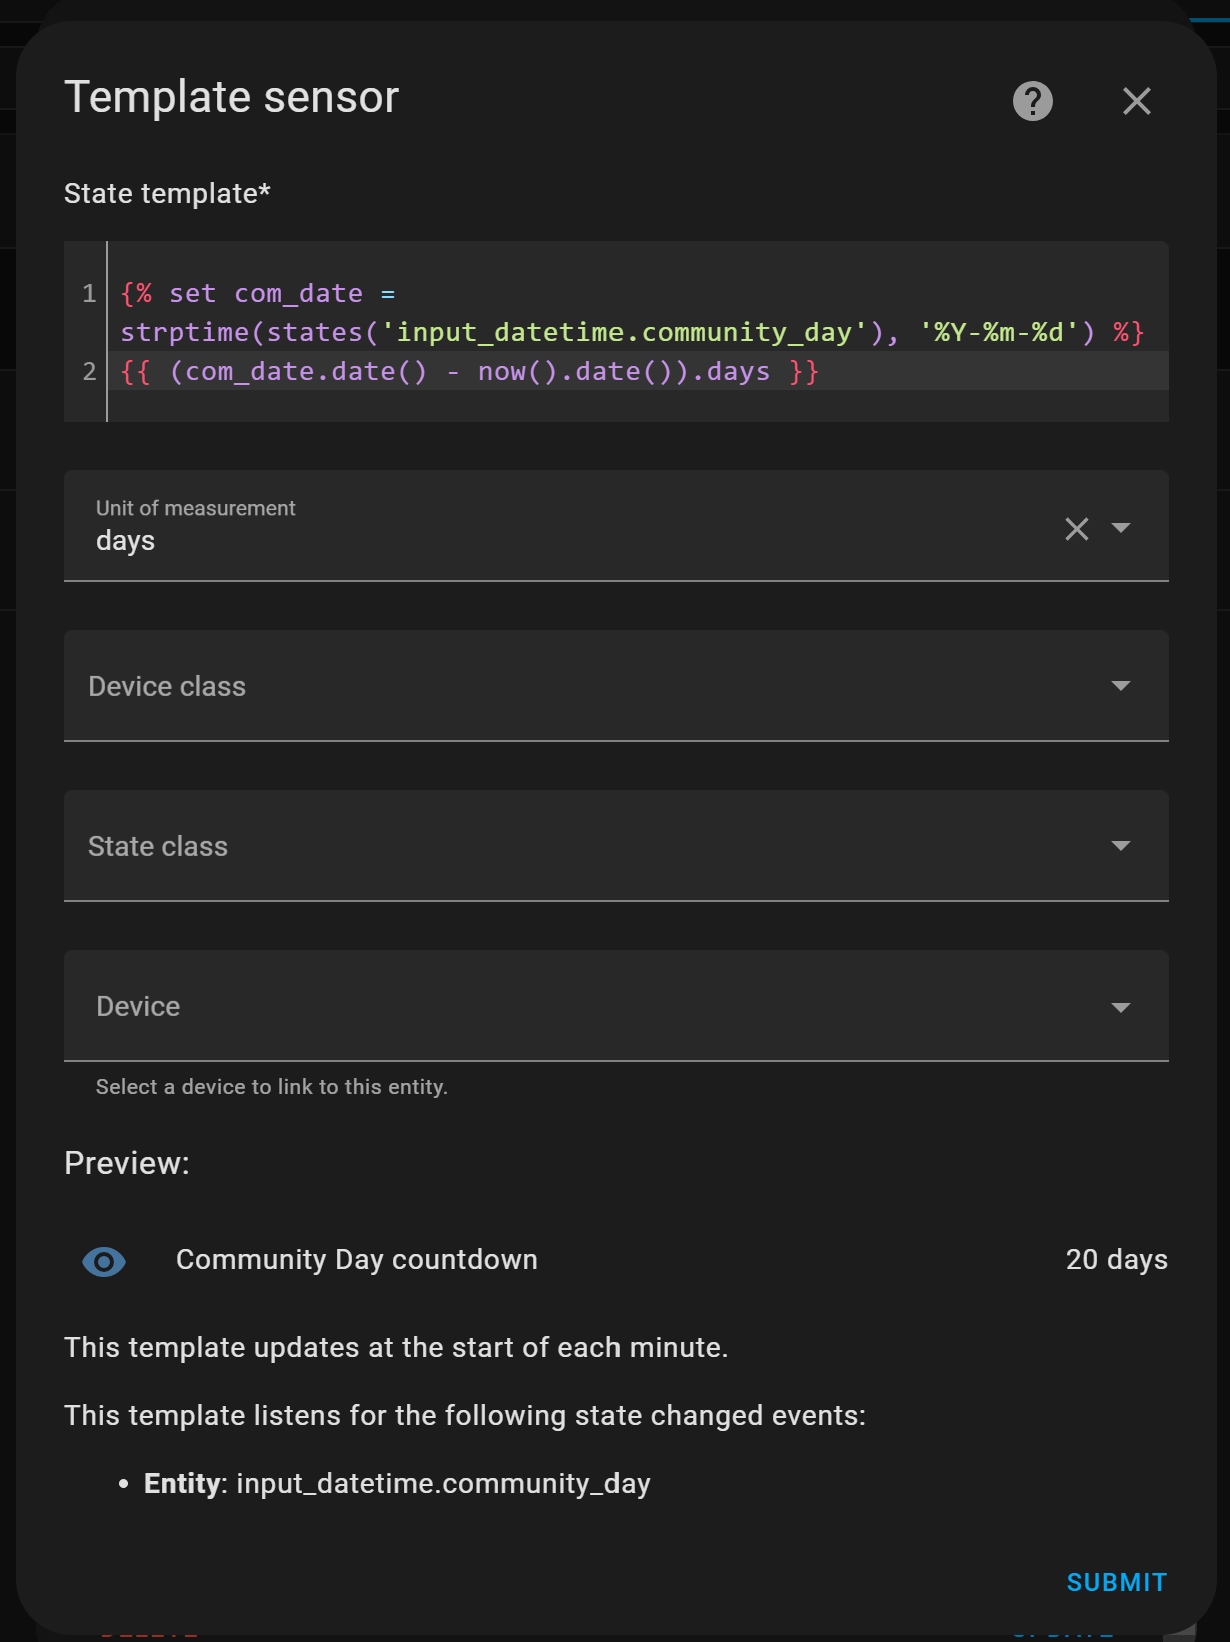 Template sensor
State template*
1 {% set com_date =
strptime(states('input_datetime.community_day'), '%Y-%m-%d') %}
2 {{ (com_date.date() - now().date()).days }}
Unit of measurement
days
Device class
State class
Device
Select a device to link to this entity.
Preview:
Community Day countdown 20 days
This template updates at the start of each minute.
This template listens for the following state changed events:
• Entity: input_datetime.community_day
SUBMIT